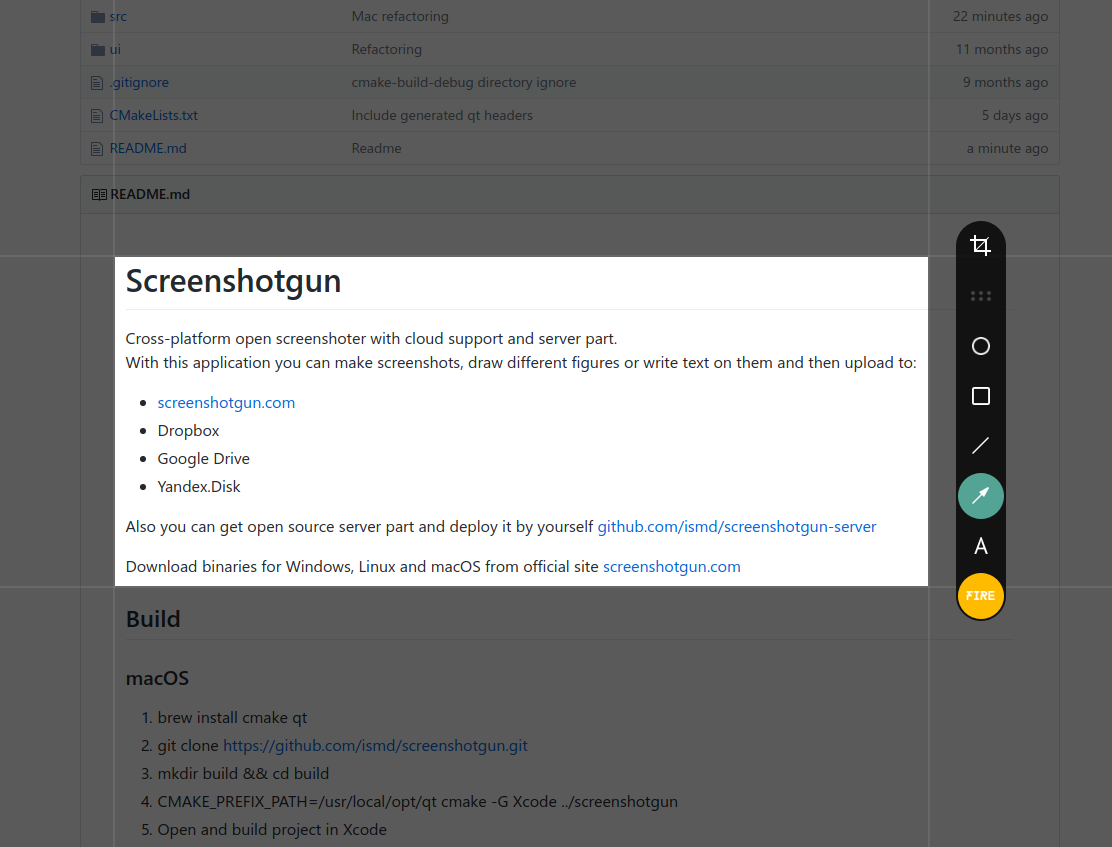 src Mac refactoring 22 minutes ago
ui Refactoring 11 months ago
.gitignore cmake-build-debug directory ignore 9 months ago
CMakeLists.txt Include generated qt headers 5 days ago
README.md Readme a minute ago
README.md
Screenshotgun
Cross-platform open screenshoter with cloud support and server part.
With this application you can make screenshots, draw different figures or write text on them and then upload to:
• screenshotgun.com
• Dropbox
• Google Drive
• Yandex.Disk
Also you can get open source server part and deploy it by yourself github.com/ismd/screenshotgun-server
Download binaries for Windows, Linux and macOS from official site screenshotgun.com
A
FIRE
Build
macOS
1. brew install cmake qt
2. git clone https://github.com/ismd/screenshotgun.git
3. mkdir build && cd build
4. CMAKE_PREFIX_PATH=/usr/local/opt/qt cmake -G Xcode ../screenshotgun
5. Open and build project in Xcode